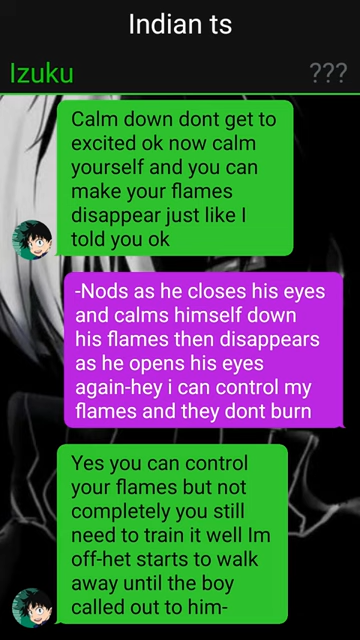 Indian ts
Izuku
???
Calm down dont get to
excited ok now calm
yourself and you can
make your flames
disappear just like I
told you ok
-Nods as he closes his eyes
and calms himself down
his flames then disappears
as he opens his eyes
again-hey i can control my
flames and they dont burn
Yes you can control
your flames but not
completely you still
need to train it well Im
off-het starts to walk
away until the boy
called out to him-